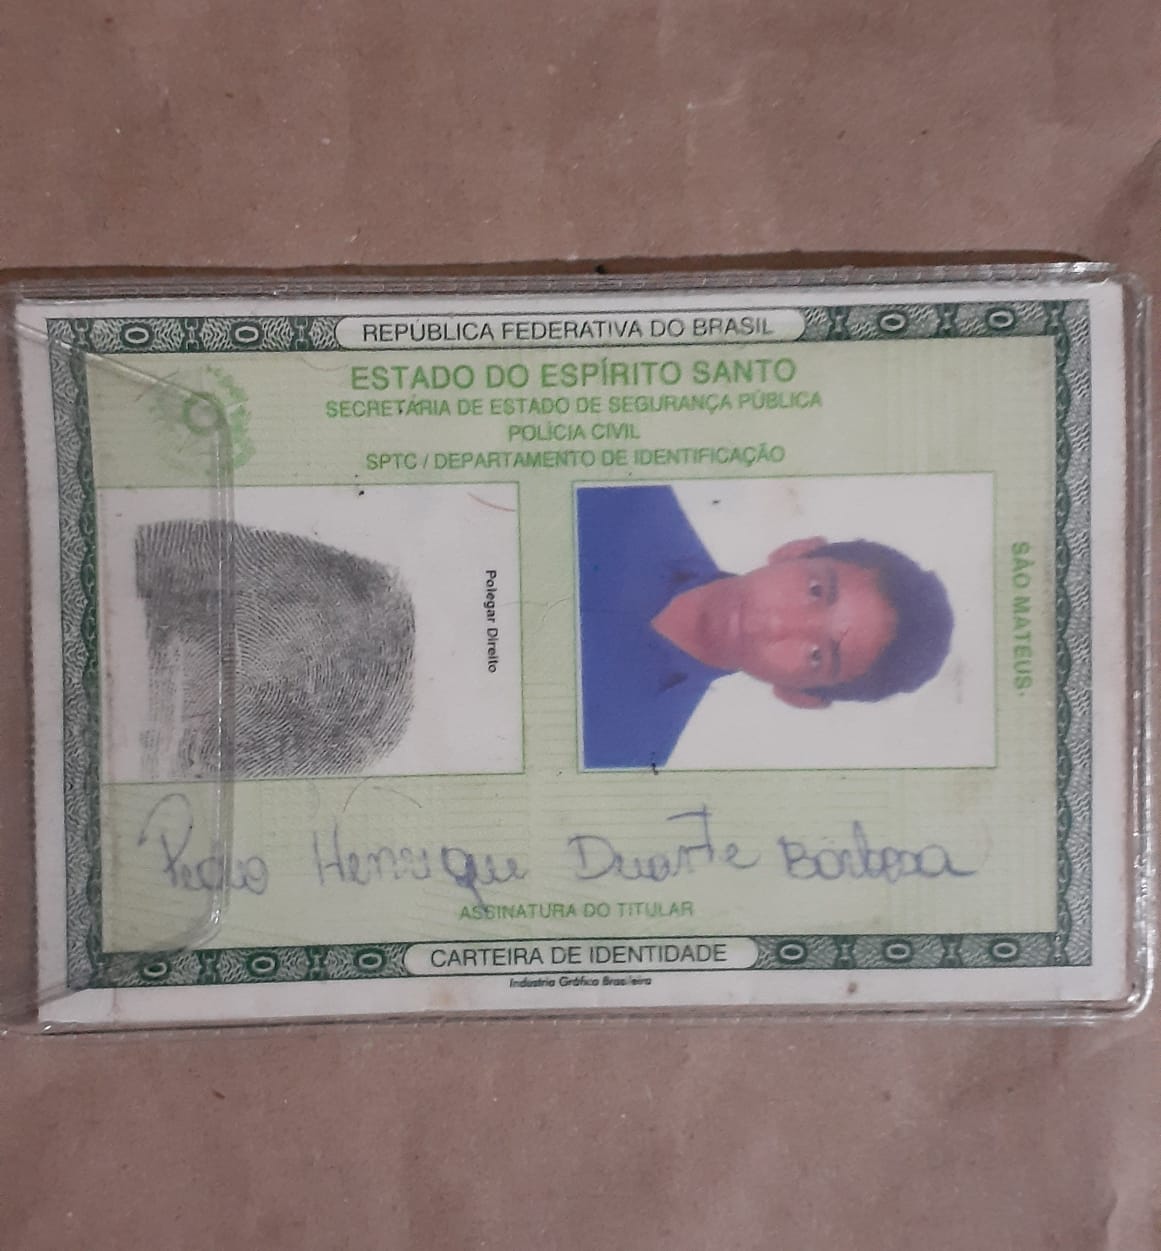 REPÚBLICA FEDERATIVA DO BRASIL
ESTADO DO ESPÍRITO SANTO
SECRETÁRIA DE ESTADO DE SEGURANÇA PÚBLICA
POLÍCIA CIVIL
SPTC / DEPARTAMENTO DE IDENTIFICAÇÃO
Polegar Direito
SÃO MATEUS.
Pedro Henrique Duarte Barbosa
ASSINATURA DO TITULAR
CARTEIRA DE IDENTIDADE
Industria Gráfica Brasileira